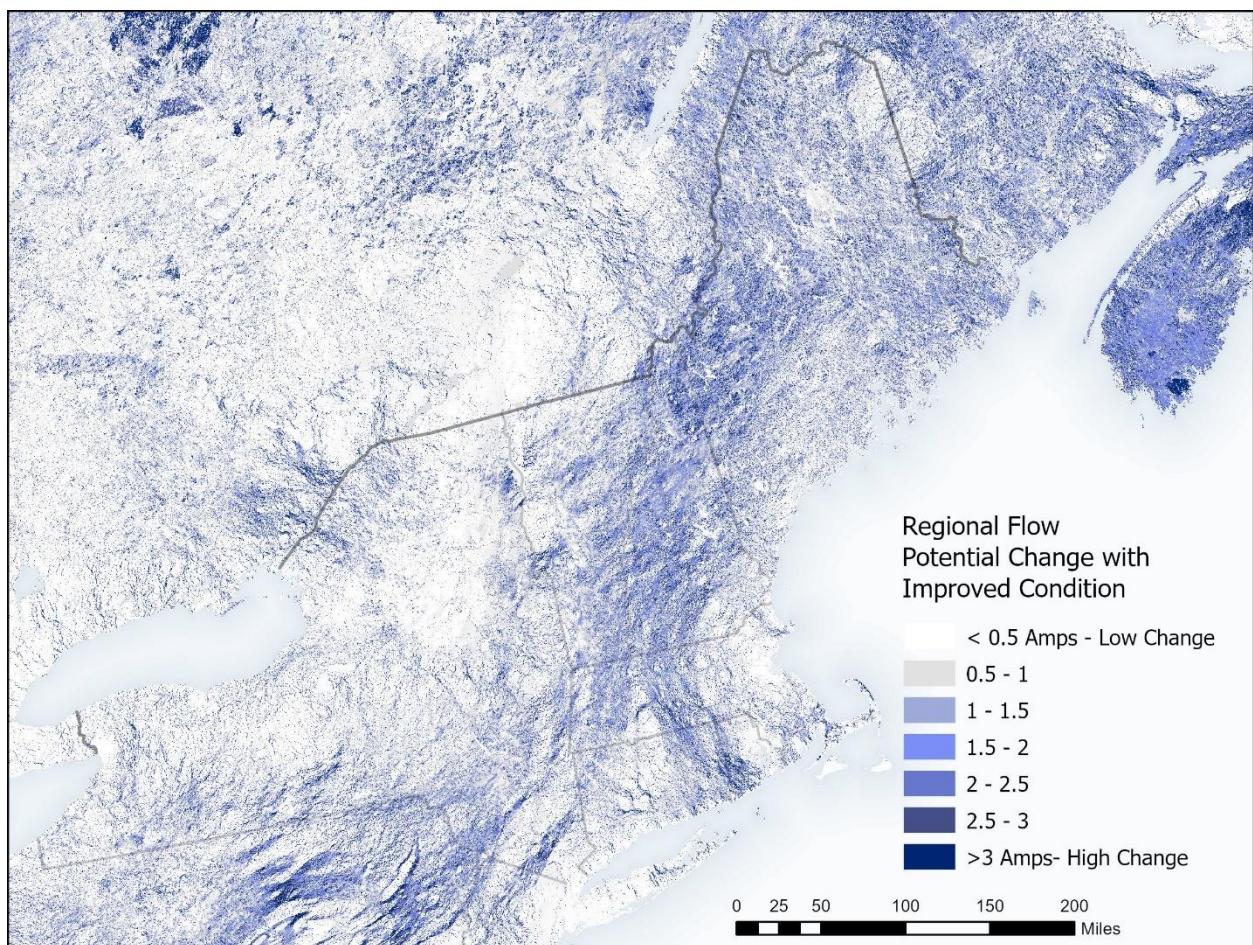 Regional Flow
Potential Change with
Improved Condition
< 0.5 Amps - Low Change
0.5 - 1
1 - 1.5
1.5 - 2
2 - 2.5
2.5 - 3
>3 Amps- High Change
0 25 50 100 150 200
Miles